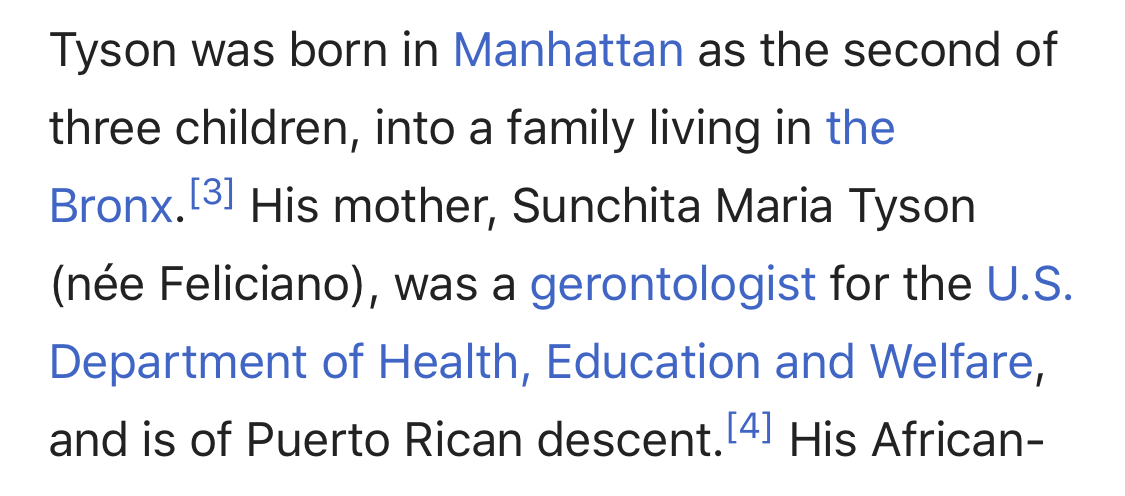 Tyson was born in Manhattan as the second of
three children, into a family living in the
Bronx.[3] His mother, Sunchita Maria Tyson
(née Feliciano), was a gerontologist for the U.S.
Department of Health, Education and Welfare,
and is of Puerto Rican descent.[4] His African-